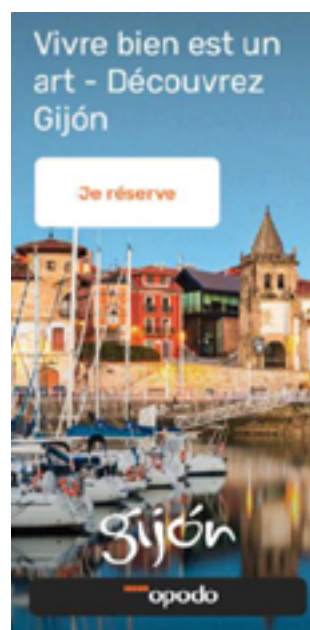 Vivre bien est un
art - Découvrez
Gijón
Je réserve
gijón
opodo